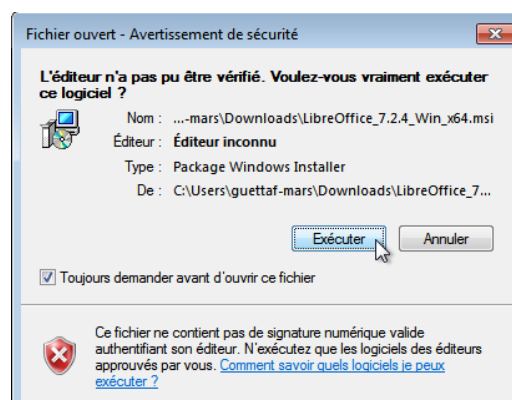 Fichier ouvert - Avertissement de sécurité
L'éditeur n'a pas pu être vérifié. Voulez-vous vraiment exécuter
ce logiciel ?
Nom : ...-mars\Downloads\LibreOffice_7.2.4_Win_x64.msi
Éditeur : Éditeur inconnu
Type : Package Windows Installer
De : C:\Users\guettaf-mars\Downloads\LibreOffice_7...
Exécuter Annuler
Toujours demander avant d'ouvrir ce fichier
Ce fichier ne contient pas de signature numérique valide
authentifiant son éditeur. N'exécutez que les logiciels des éditeurs
approuvés par vous. Comment savoir quels logiciels je peux
exécuter ?